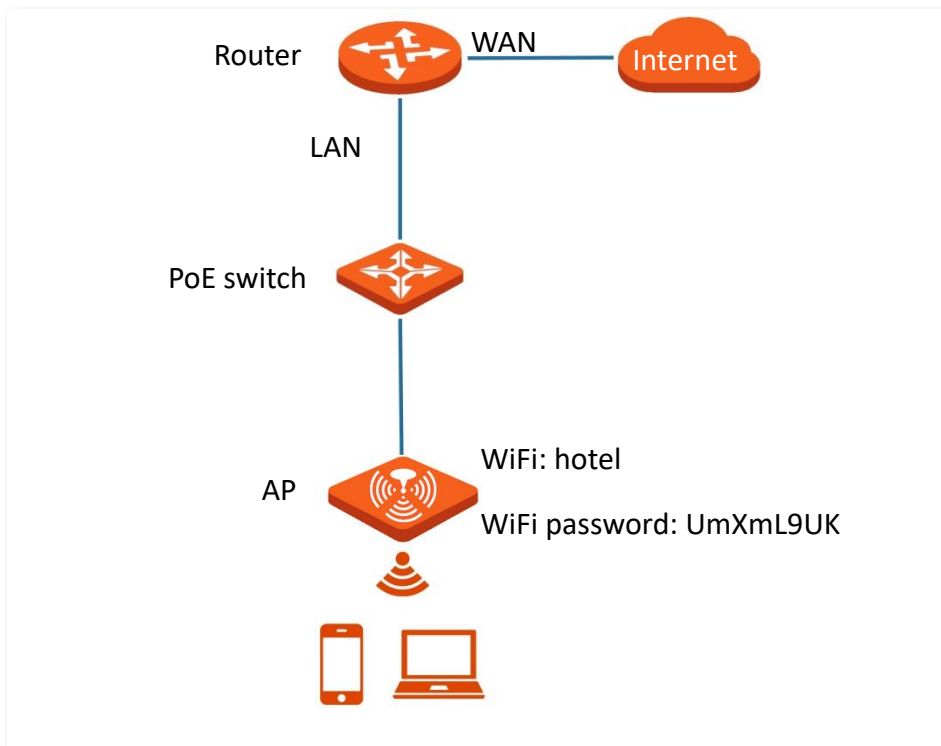 Router
WAN
Internet
LAN
PoE switch
WiFi: hotel
AP
WiFi password: UmXmL9UK